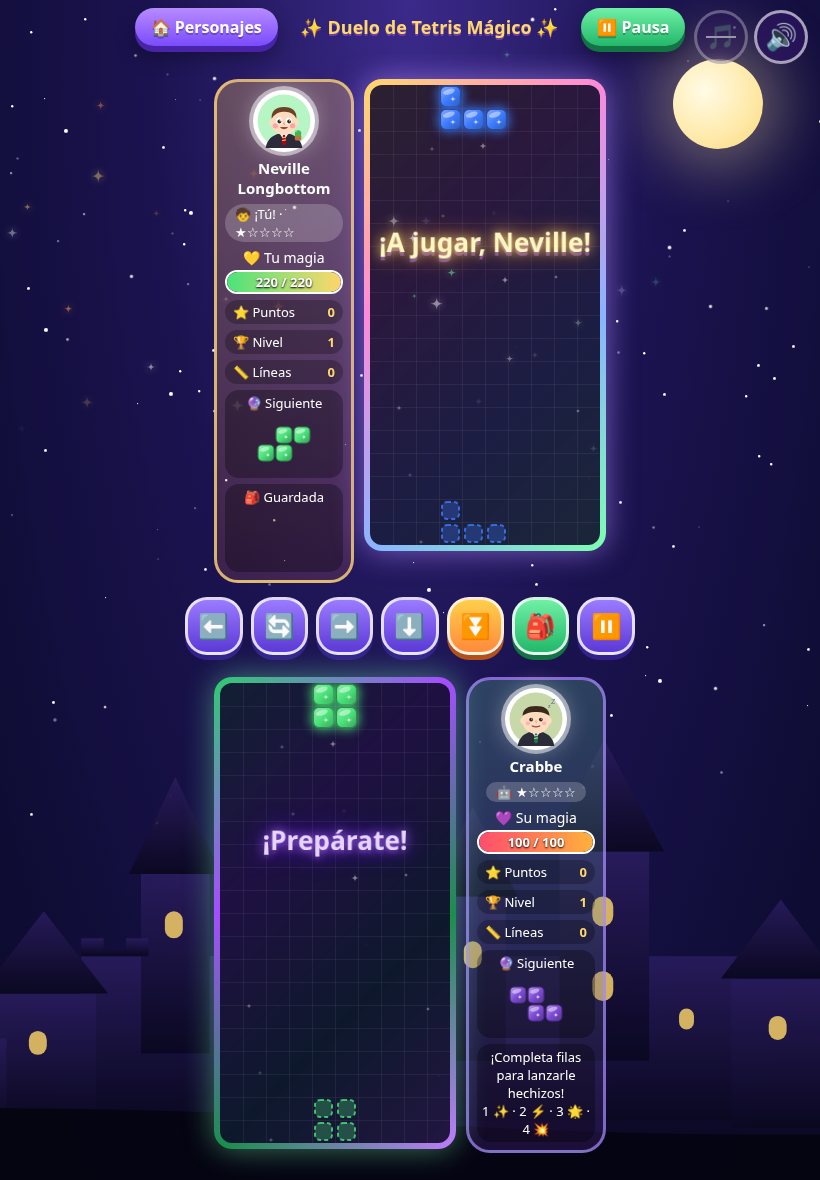 🏠 Personajes
✨ Duelo de Tetris Mágico ✨
⏸️ Pausa
Neville
Longbottom
🧒 ¡Tú! ·
★☆☆☆☆
💛 Tu magia
220 / 220
⭐ Puntos 0
🏆 Nivel 1
📏 Líneas 0
🔮 Siguiente
🎒 Guardada
¡A jugar, Neville!
¡Prepárate!
Crabbe
🤖 ★☆☆☆☆
💜 Su magia
100 / 100
⭐ Puntos 0
🏆 Nivel 1
📏 Líneas 0
🔮 Siguiente
¡Completa filas
para lanzarle
hechizos!
1 ✨ · 2 ⚡ · 3 🌟 ·
4 💥